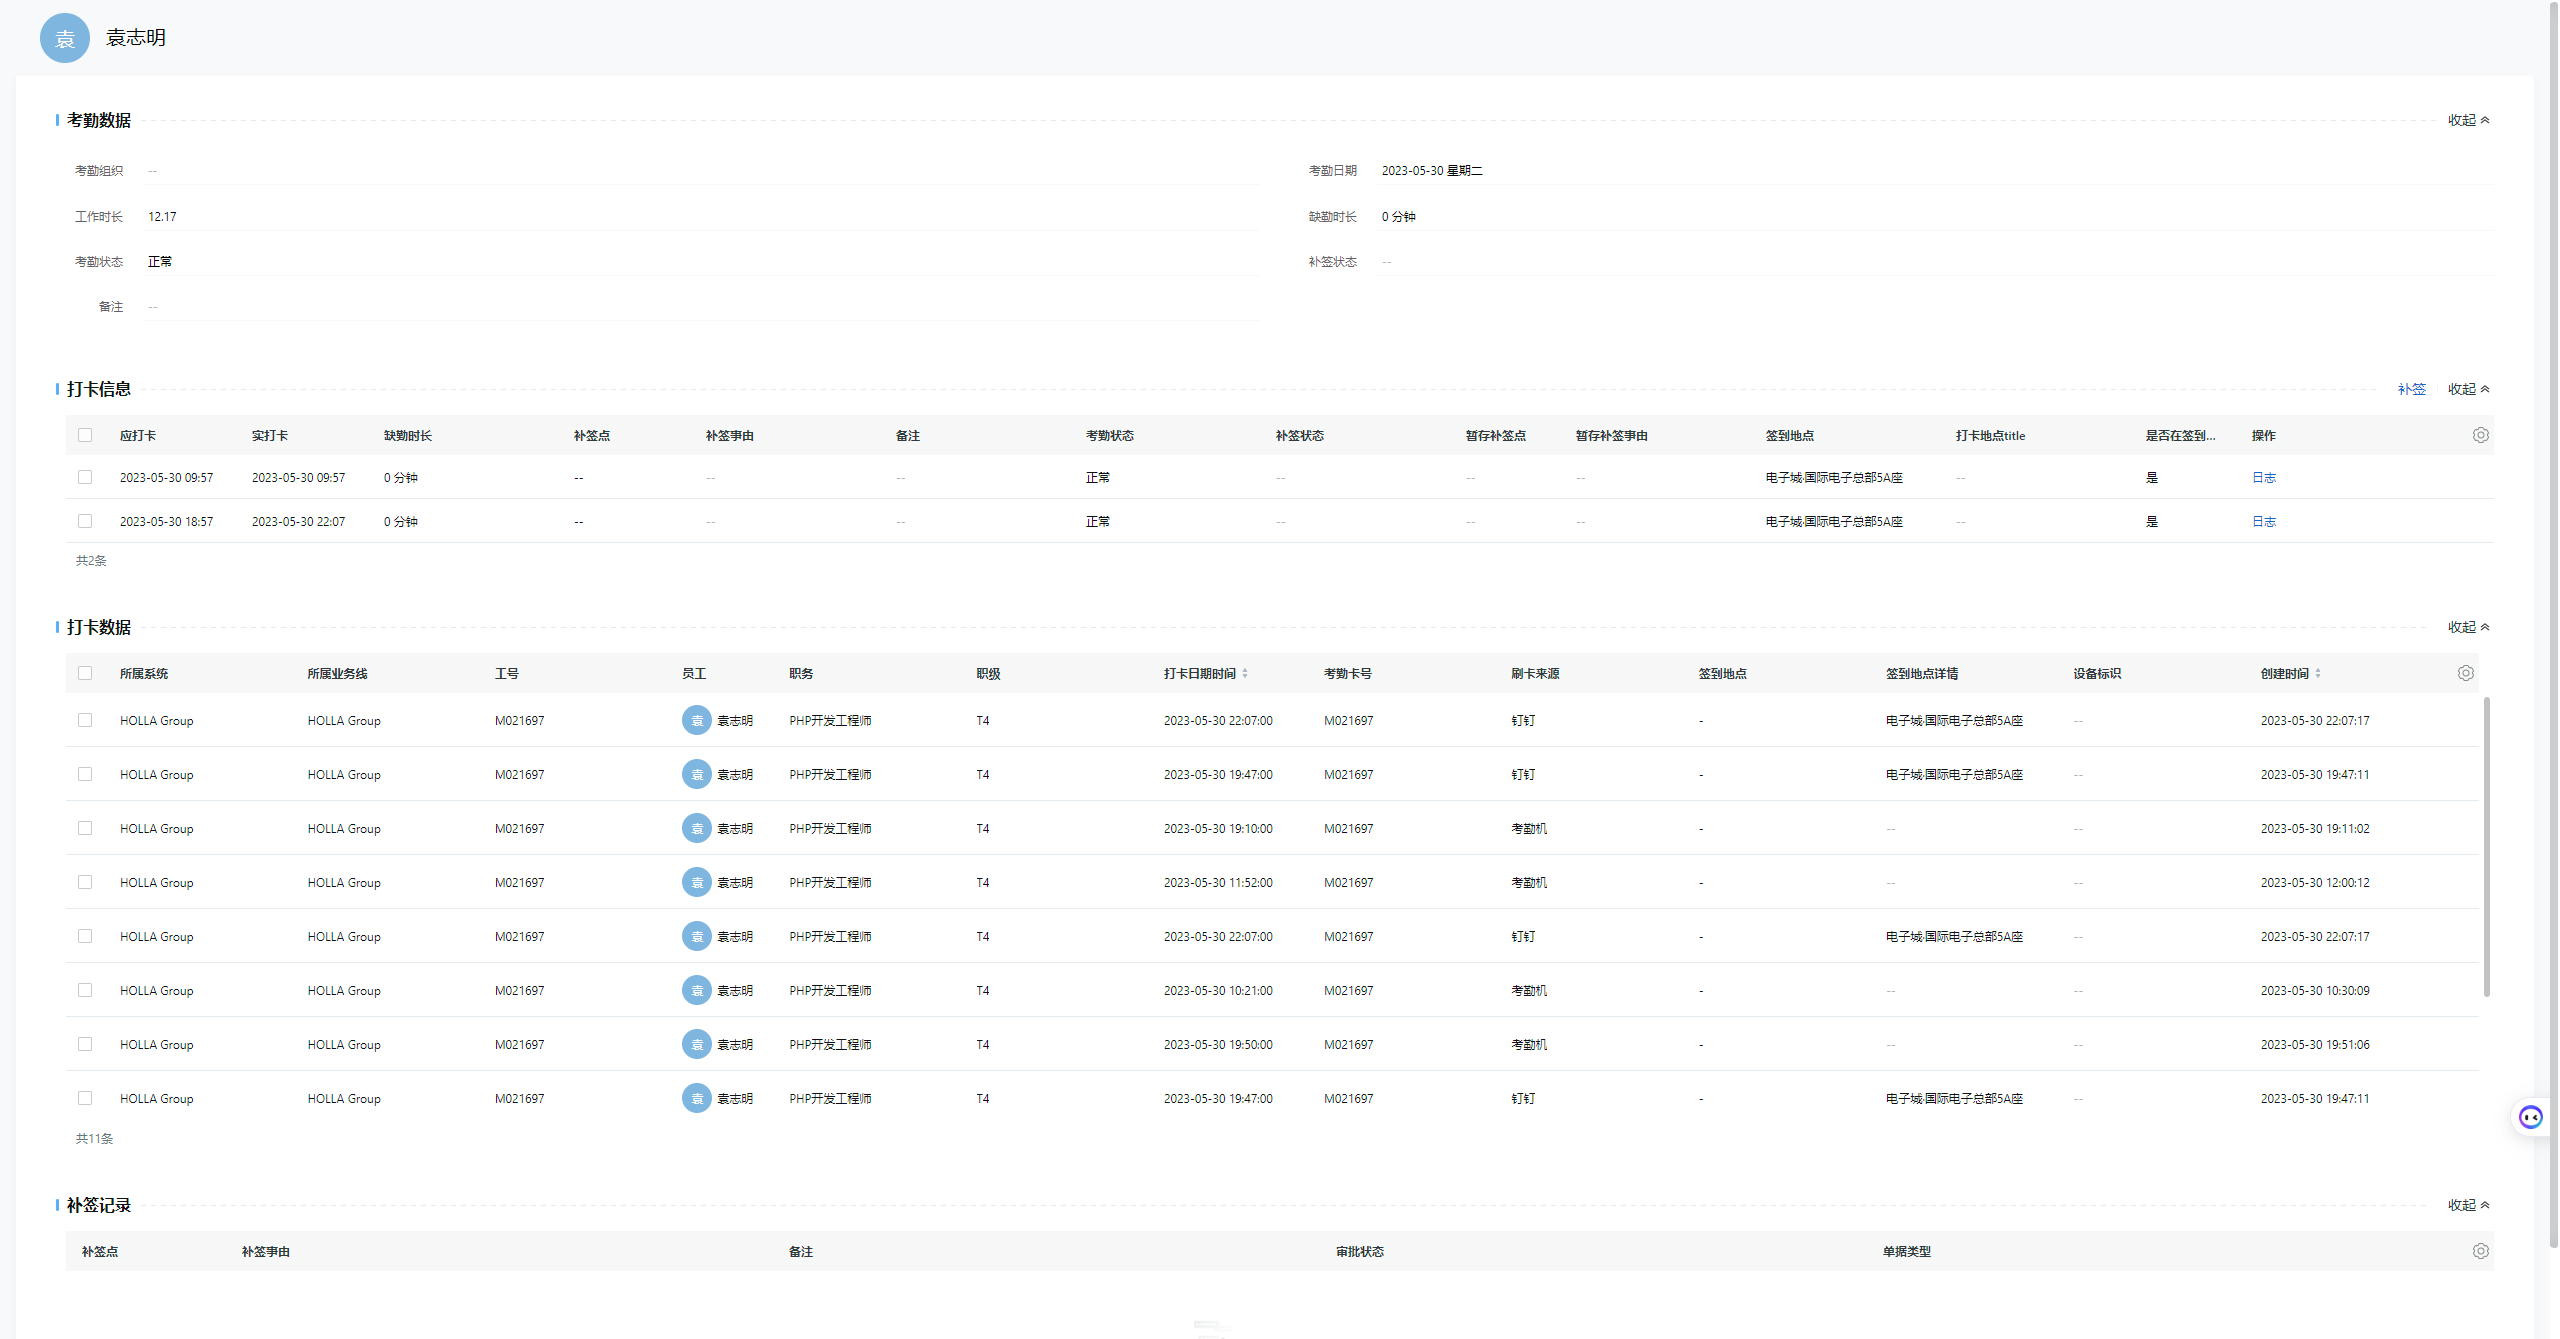 袁 袁志明
考勤数据 收起
考勤组织 -- 考勤日期 2023-05-30 星期二
工作时长 12.17 缺勤时长 0 分钟
考勤状态 正常 补签状态 --
备注 --
打卡信息 补签 收起
应打卡 实打卡 缺勤时长 补签点 补签事由 备注 考勤状态 补签状态 暂存补签点 暂存补签事由 签到地点 打卡地点title 是否在签到... 操作
2023-05-30 09:57 2023-05-30 09:57 0 分钟 -- -- -- 正常 -- -- -- 电子城·国际电子总部5A座 -- 是 日志
2023-05-30 18:57 2023-05-30 22:07 0 分钟 -- -- -- 正常 -- -- -- 电子城·国际电子总部5A座 -- 是 日志
共2条
打卡数据 收起
所属系统 所属业务线 工号 员工 职务 职级 打卡日期时间 考勤卡号 刷卡来源 签到地点 签到地点详情 设备标识 创建时间
HOLLA Group HOLLA Group M021697 袁 袁志明 PHP开发工程师 T4 2023-05-30 22:07:00 M021697 钉钉 - 电子城·国际电子总部5A座 -- 2023-05-30 22:07:17
HOLLA Group HOLLA Group M021697 袁 袁志明 PHP开发工程师 T4 2023-05-30 19:47:00 M021697 钉钉 - 电子城·国际电子总部5A座 -- 2023-05-30 19:47:11
HOLLA Group HOLLA Group M021697 袁 袁志明 PHP开发工程师 T4 2023-05-30 19:10:00 M021697 考勤机 - -- -- 2023-05-30 19:11:02
HOLLA Group HOLLA Group M021697 袁 袁志明 PHP开发工程师 T4 2023-05-30 11:52:00 M021697 考勤机 - -- -- 2023-05-30 12:00:12
HOLLA Group HOLLA Group M021697 袁 袁志明 PHP开发工程师 T4 2023-05-30 22:07:00 M021697 钉钉 - 电子城·国际电子总部5A座 -- 2023-05-30 22:07:17
HOLLA Group HOLLA Group M021697 袁 袁志明 PHP开发工程师 T4 2023-05-30 10:21:00 M021697 考勤机 - -- -- 2023-05-30 10:30:09
HOLLA Group HOLLA Group M021697 袁 袁志明 PHP开发工程师 T4 2023-05-30 19:50:00 M021697 考勤机 - -- -- 2023-05-30 19:51:06
HOLLA Group HOLLA Group M021697 袁 袁志明 PHP开发工程师 T4 2023-05-30 19:47:00 M021697 钉钉 - 电子城·国际电子总部5A座 -- 2023-05-30 19:47:11
共11条
补签记录 收起
补签点 补签事由 备注 审批状态 单据类型